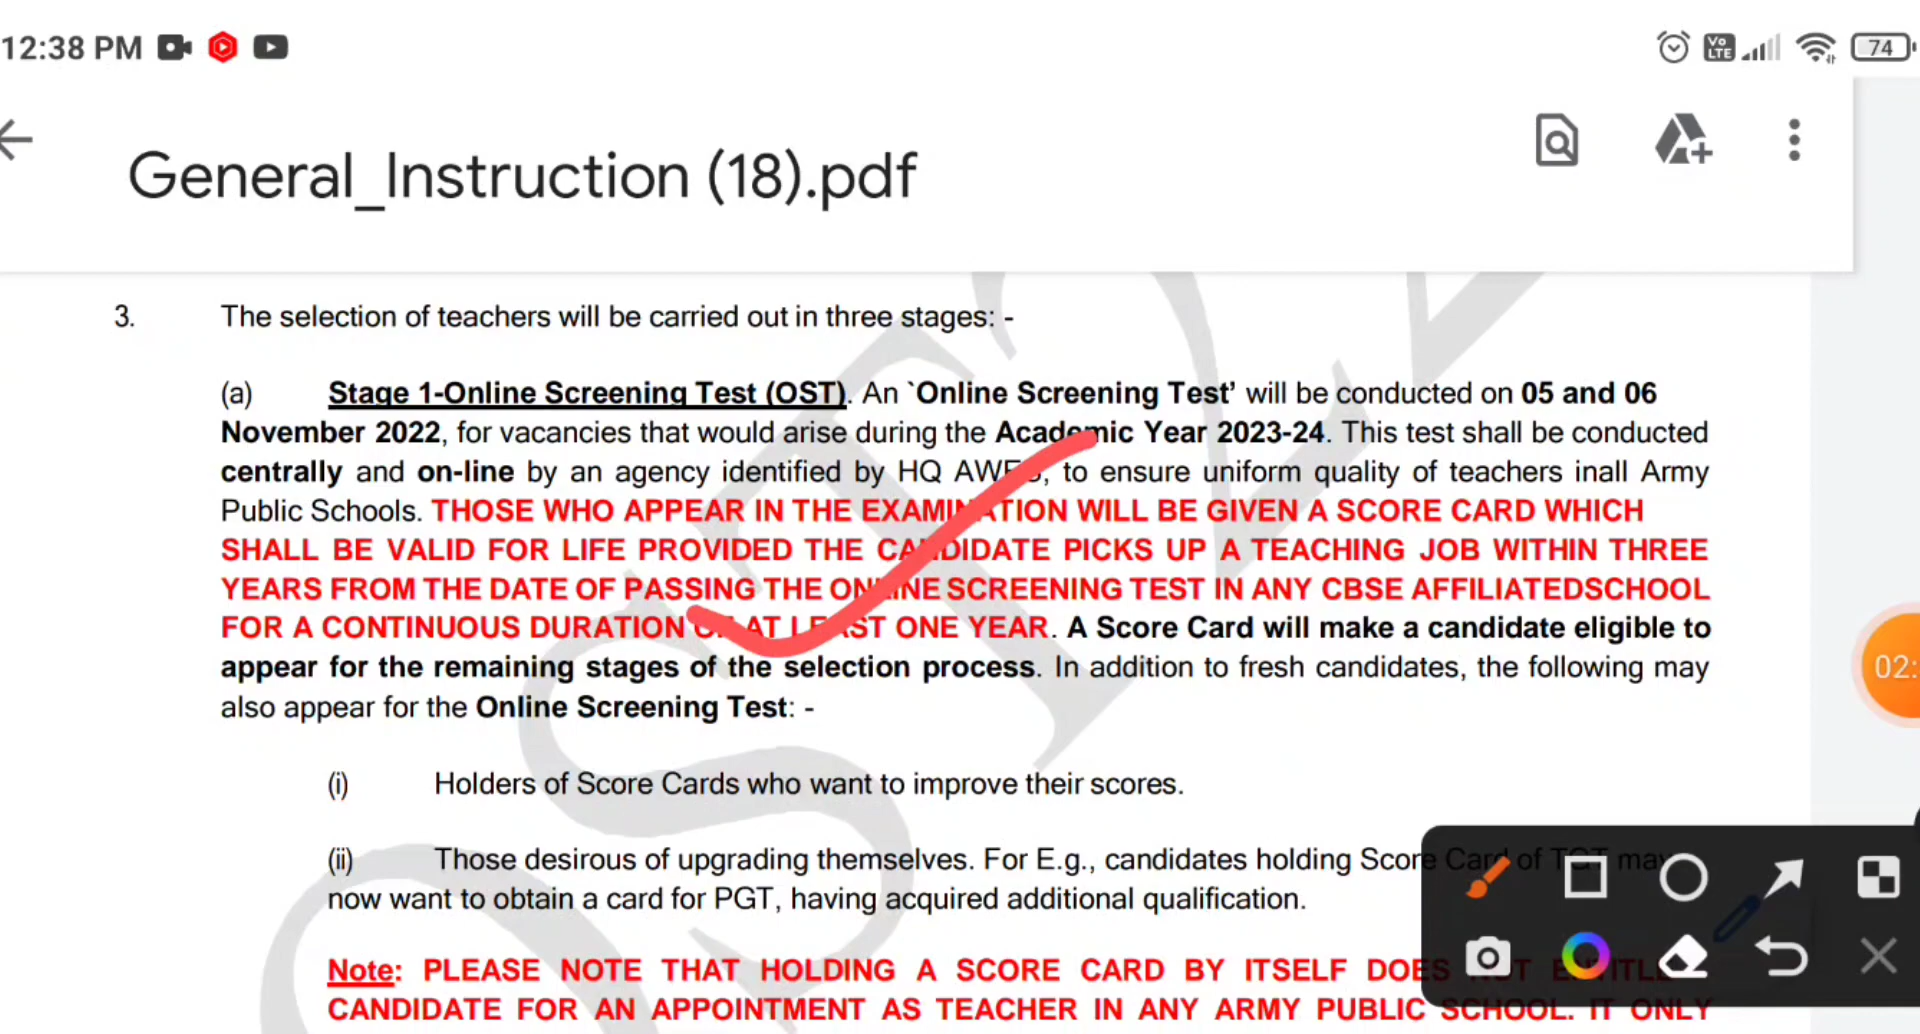 12:38 PM
Vo LTE
74
General_Instruction (18).pdf
3. The selection of teachers will be carried out in three stages: -
(a) Stage 1-Online Screening Test (OST). An `Online Screening Test' will be conducted on 05 and 06
November 2022, for vacancies that would arise during the Academic Year 2023-24. This test shall be conducted
centrally and on-line by an agency identified by HQ AWES, to ensure uniform quality of teachers inall Army
Public Schools. THOSE WHO APPEAR IN THE EXAMINATION WILL BE GIVEN A SCORE CARD WHICH
SHALL BE VALID FOR LIFE PROVIDED THE CANDIDATE PICKS UP A TEACHING JOB WITHIN THREE
YEARS FROM THE DATE OF PASSING THE ONLINE SCREENING TEST IN ANY CBSE AFFILIATEDSCHOOL
FOR A CONTINUOUS DURATION OF AT LEAST ONE YEAR. A Score Card will make a candidate eligible to
appear for the remaining stages of the selection process. In addition to fresh candidates, the following may
02:
also appear for the Online Screening Test: -
(i) Holders of Score Cards who want to improve their scores.
(ii) Those desirous of upgrading themselves. For E.g., candidates holding Score Card of TGT may
now want to obtain a card for PGT, having acquired additional qualification.
Note: PLEASE NOTE THAT HOLDING A SCORE CARD BY ITSELF DOES NOT ENTITLE
CANDIDATE FOR AN APPOINTMENT AS TEACHER IN ANY ARMY PUBLIC SCHOOL. IT ONLY